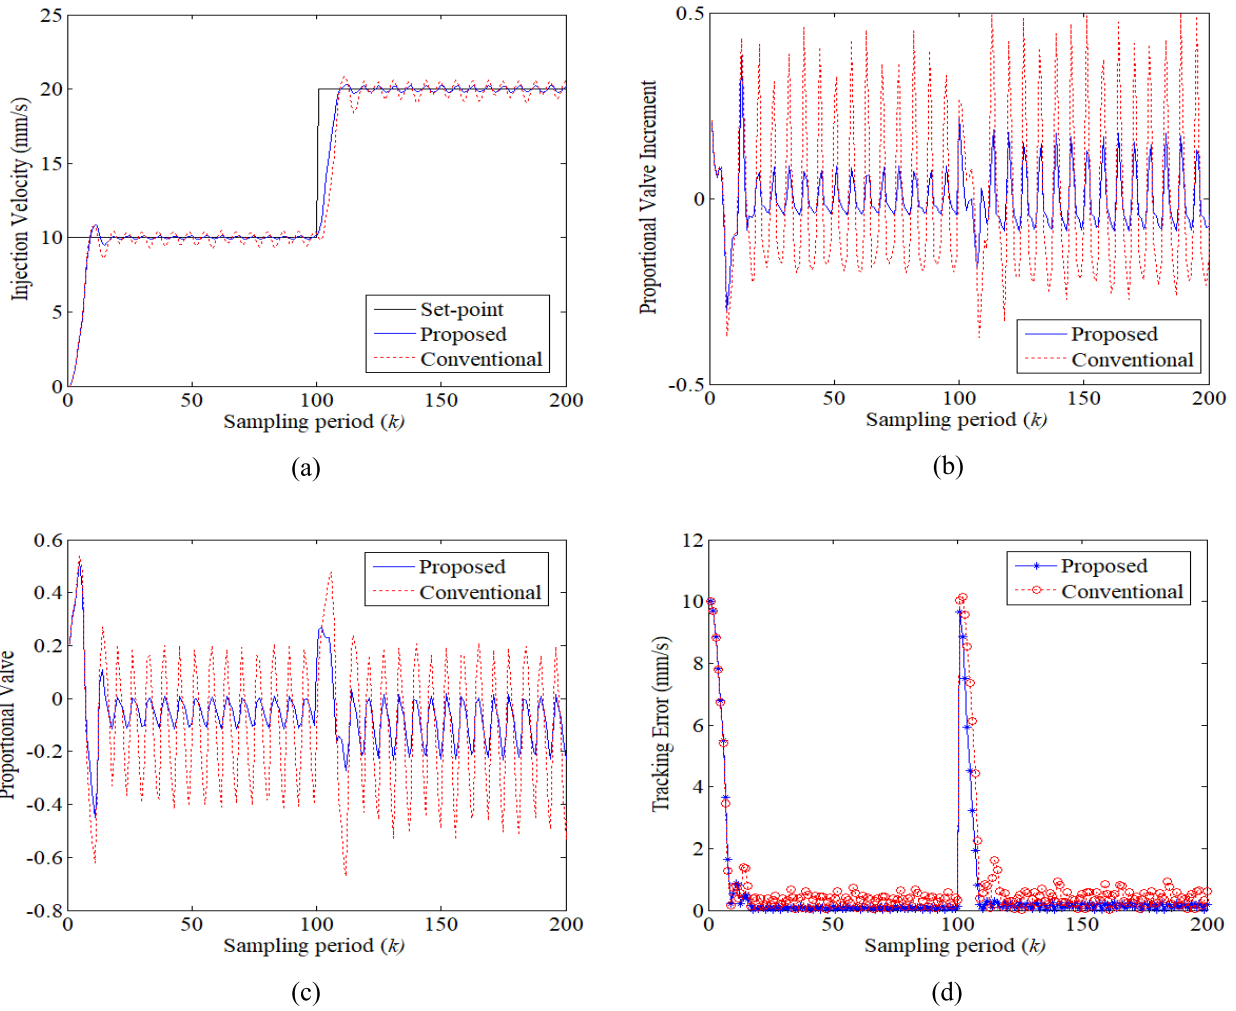 25
20
15
10
5
0
0
50
100
150
200
Injection Velocity (mm/s)
Sampling period (k)
Set-point
Proposed
Conventional
(a)
0.5
0
-0.5
0
50
100
150
200
Proportional Valve Increment
Sampling period (k)
Proposed
Conventional
(b)
0.6
0.4
0.2
0
-0.2
-0.4
-0.6
-0.8
0
50
100
150
200
Proportional Valve
Sampling period (k)
Proposed
Conventional
(c)
12
10
8
6
4
2
0
0
50
100
150
200
Tracking Error (mm/s)
Sampling period (k)
Proposed
Conventional
(d)